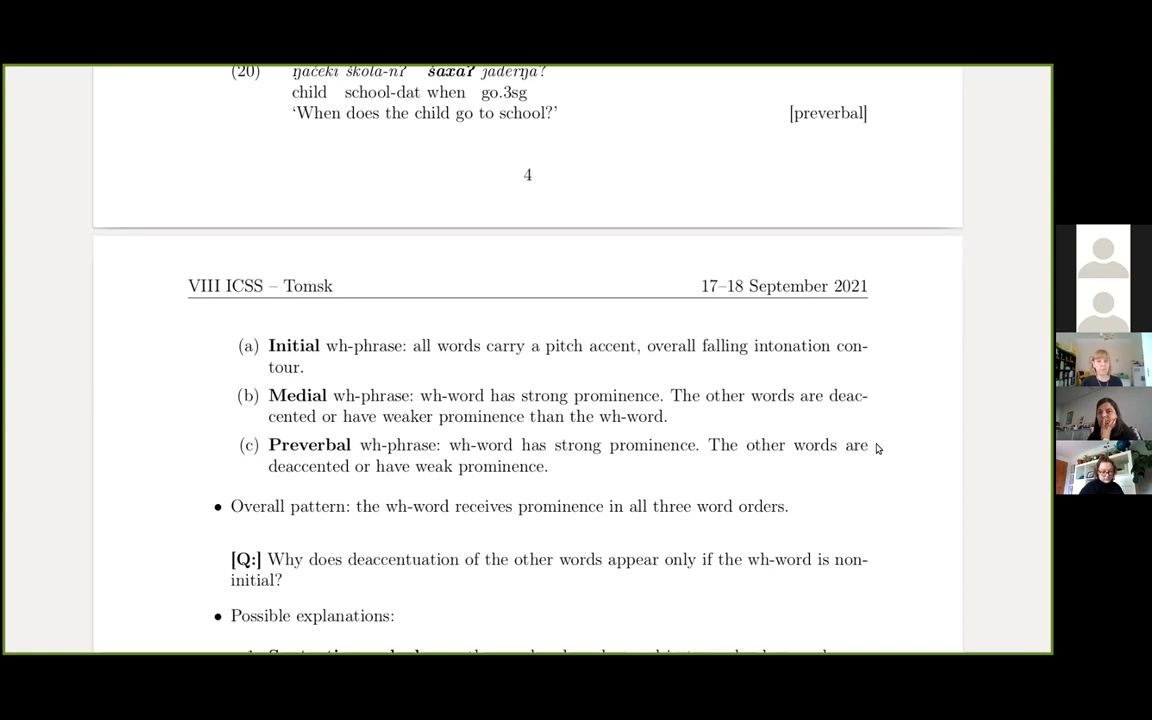 (20) ŋaćekɨ škola-nʔ śaxaʔ jaderŋa?
child school-dat when go.3sg
‘When does the child go to school?’ [preverbal]
4
VIII ICSS – Tomsk 17–18 September 2021
(a) Initial wh-phrase: all words carry a pitch accent, overall falling intonation con-
tour.
(b) Medial wh-phrase: wh-word has strong prominence. The other words are deac-
cented or have weaker prominence than the wh-word.
(c) Preverbal wh-phrase: wh-word has strong prominence. The other words are
deaccented or have weak prominence.
• Overall pattern: the wh-word receives prominence in all three word orders.
[Q:] Why does deaccentuation of the other words appear only if the wh-word is non-
initial?
• Possible explanations: